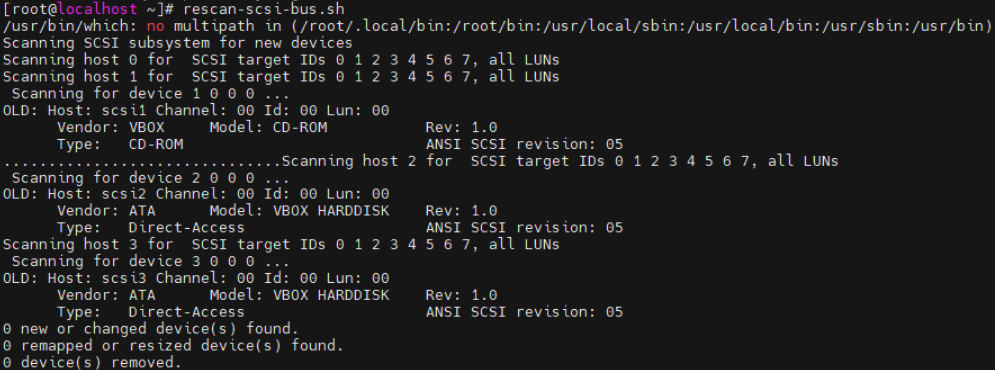 [root@localhost ~]# rescan-scsi-bus.sh
/usr/bin/which: no multipath in (/root/.local/bin:/root/bin:/usr/local/sbin:/usr/local/bin:/usr/sbin:/usr/bin)
Scanning SCSI subsystem for new devices
Scanning host 0 for  SCSI target IDs 0 1 2 3 4 5 6 7, all LUNs
Scanning host 1 for  SCSI target IDs 0 1 2 3 4 5 6 7, all LUNs
 Scanning for device 1 0 0 0 ...
OLD: Host: scsi1 Channel: 00 Id: 00 Lun: 00
      Vendor: VBOX     Model: CD-ROM           Rev: 1.0
      Type:   CD-ROM                           ANSI SCSI revision: 05
...............................Scanning host 2 for  SCSI target IDs 0 1 2 3 4 5 6 7, all LUNs
 Scanning for device 2 0 0 0 ...
OLD: Host: scsi2 Channel: 00 Id: 00 Lun: 00
      Vendor: ATA      Model: VBOX HARDDISK    Rev: 1.0
      Type:   Direct-Access                    ANSI SCSI revision: 05
Scanning host 3 for  SCSI target IDs 0 1 2 3 4 5 6 7, all LUNs
 Scanning for device 3 0 0 0 ...
OLD: Host: scsi3 Channel: 00 Id: 00 Lun: 00
      Vendor: ATA      Model: VBOX HARDDISK    Rev: 1.0
      Type:   Direct-Access                    ANSI SCSI revision: 05
0 new or changed device(s) found.
0 remapped or resized device(s) found.
0 device(s) removed.